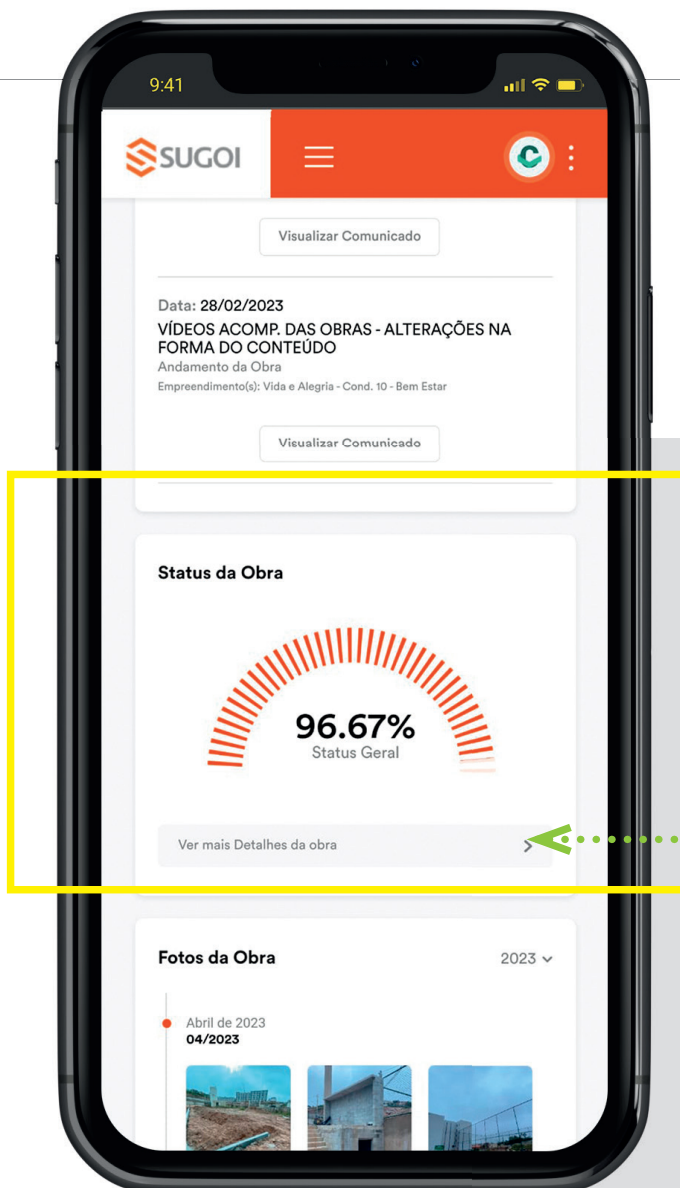 9:41
SUGOI
Visualizar Comunicado
Data: 28/02/2023
VÍDEOS ACOMP. DAS OBRAS - ALTERAÇÕES NA
FORMA DO CONTEÚDO
Andamento da Obra
Empreendimento(s): Vida e Alegria - Cond. 10 - Bem Estar
Visualizar Comunicado
Status da Obra
96.67%
Status Geral
Ver mais Detalhes da obra
Fotos da Obra
2023
Abril de 2023
04/2023